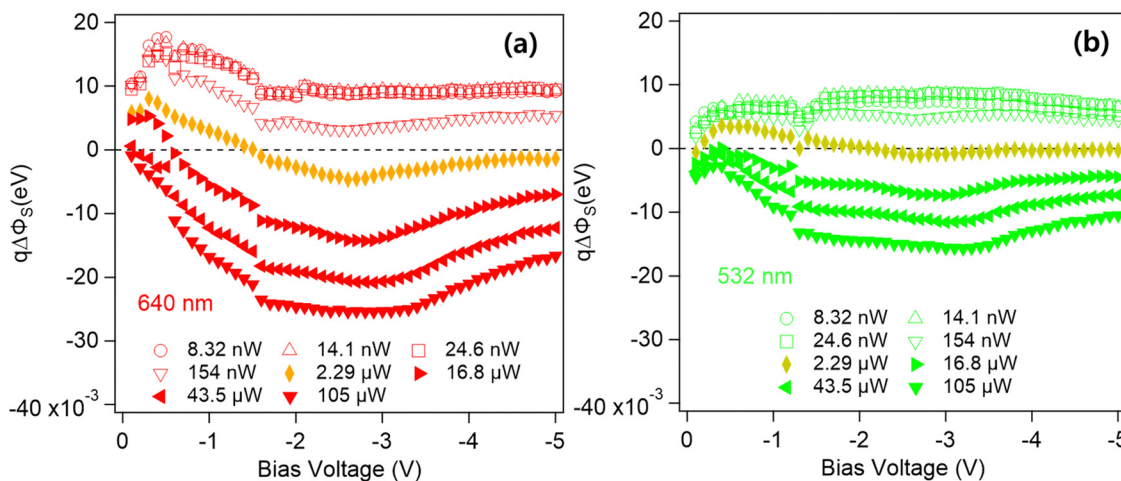 20
10
0
-10
-20
-30
-40 x10⁻³
qΔΦS(eV)
(a)
640 nm
8.32 nW
14.1 nW
24.6 nW
154 nW
2.29 μW
16.8 μW
43.5 μW
105 μW
0
-1
-2
-3
-4
-5
Bias Voltage (V)
20
10
0
-10
-20
-30
-40 x10⁻³
qΔΦS(eV)
(b)
532 nm
8.32 nW
14.1 nW
24.6 nW
154 nW
2.29 μW
16.8 μW
43.5 μW
105 μW
0
-1
-2
-3
-4
-5
Bias Voltage (V)